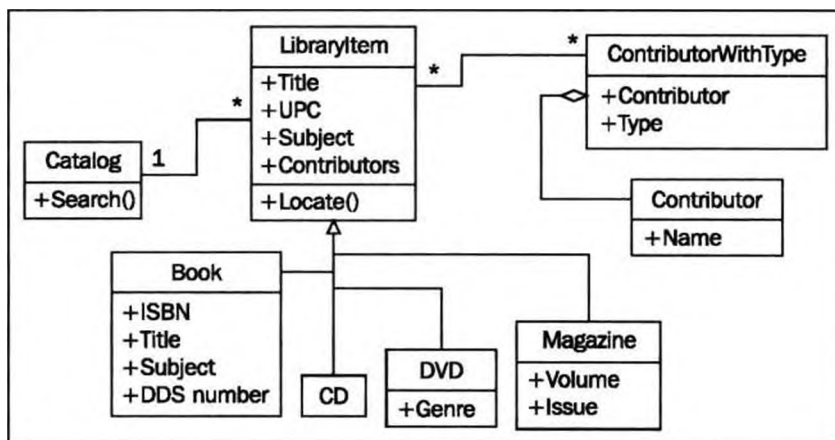 LibraryItem
+Title
+UPC
+Subject
+Contributors
+Locate()
*
*
*
1
ContributorWithType
+Contributor
+Type
Catalog
+Search()
Contributor
+Name
Book
+ISBN
+Title
+Subject
+DDS number
CD
DVD
+Genre
Magazine
+Volume
+Issue